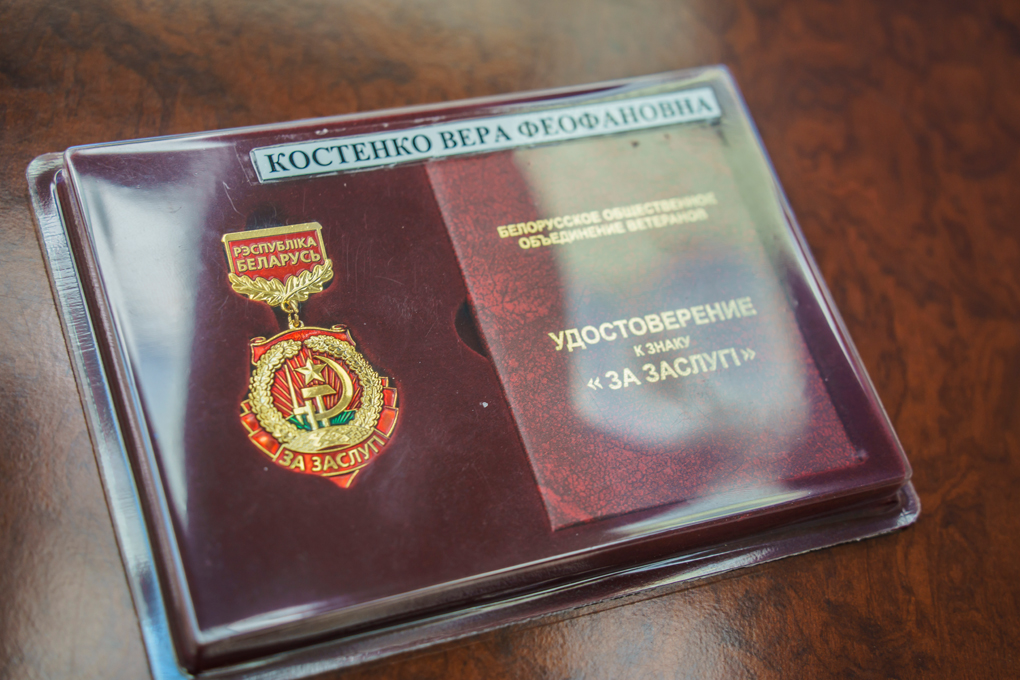 КОСТЕНКО ВЕРА ФЕОФАНОВНА
РЭСПУБЛІКА
БЕЛАРУСЬ
ЗА ЗАСЛУГІ
БЕЛОРУССКОЕ ОБЩЕСТВЕННОЕ
ОБЪЕДИНЕНИЕ ВЕТЕРАНОВ
УДОСТОВЕРЕНИЕ
К ЗНАКУ
«ЗА ЗАСЛУГІ»